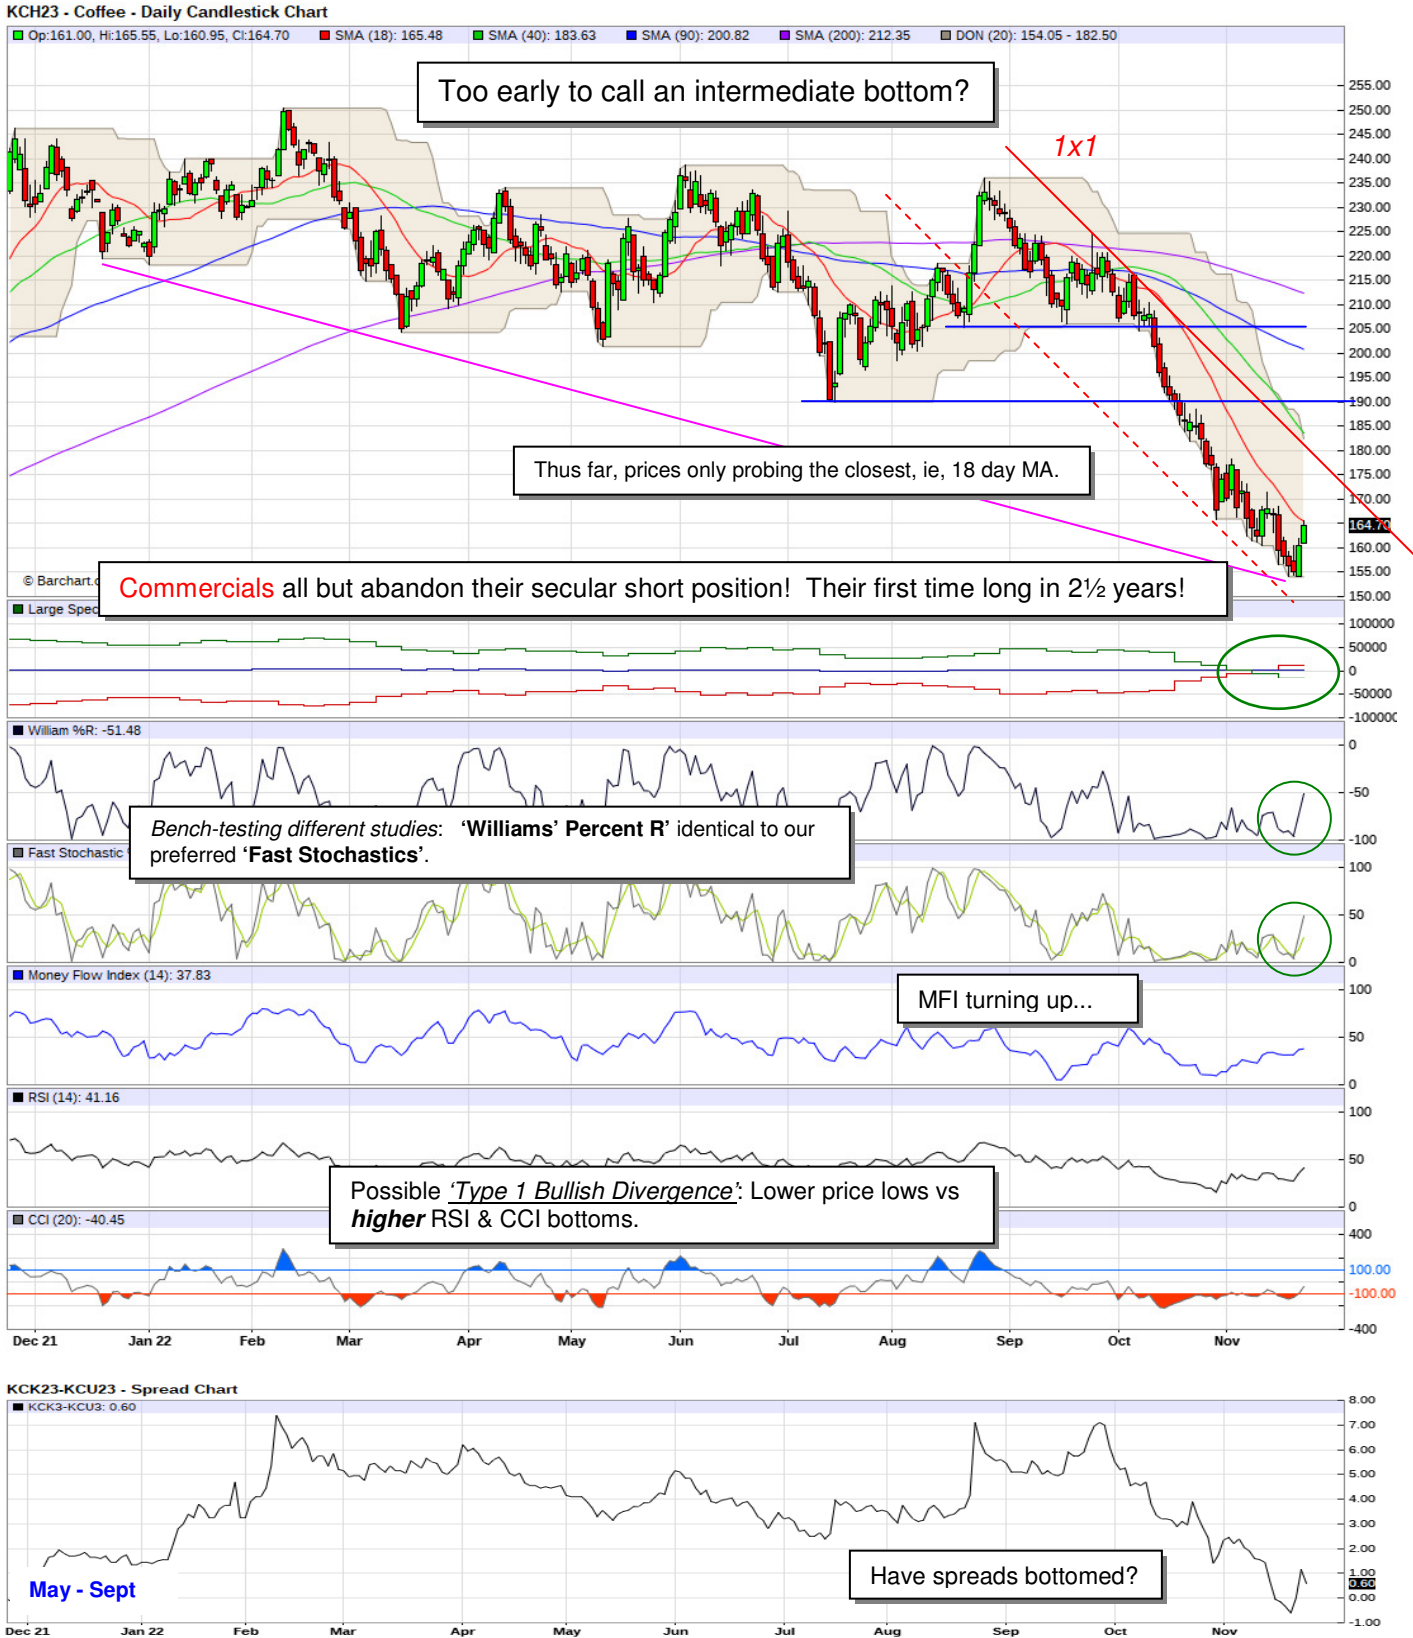 KCH23 - Coffee - Daily Candlestick Chart
Op:161.00, Hi:165.55, Lo:160.95, Cl:164.70 SMA (18): 165.48 SMA (40): 183.63 SMA (90): 200.82 SMA (200): 212.35 DON (20): 154.05 - 182.50
Too early to call an intermediate bottom?
1x1
255.00
250.00
245.00
240.00
235.00
230.00
225.00
220.00
215.00
210.00
205.00
200.00
195.00
190.00
185.00
180.00
175.00
170.00
164.70
160.00
155.00
150.00
Thus far, prices only probing the closest, ie, 18 day MA.
© Barchart.c
Commercials all but abandon their secular short position! Their first time long in 2½ years!
Large Spec
100000
50000
0
-50000
-100000
William %R: -51.48
0
-50
-100
Bench-testing different studies: ‘Williams’ Percent R’ identical to our
preferred ‘Fast Stochastics’.
Fast Stochastic
100
50
0
Money Flow Index (14): 37.83
MFI turning up...
100
50
0
RSI (14): 41.16
100
50
0
Possible ‘Type 1 Bullish Divergence’: Lower price lows vs
higher RSI & CCI bottoms.
CCI (20): -40.45
400
100.00
-100.00
-400
Dec 21 Jan 22 Feb Mar Apr May Jun Jul Aug Sep Oct Nov
KCK23-KCU23 - Spread Chart
KCK3-KCU3: 0.60
8.00
7.00
6.00
5.00
4.00
3.00
2.00
1.00
0.60
0.00
-1.00
May - Sept
Have spreads bottomed?
Dec 21 Jan 22 Feb Mar Apr May Jun Jul Aug Sep Oct Nov